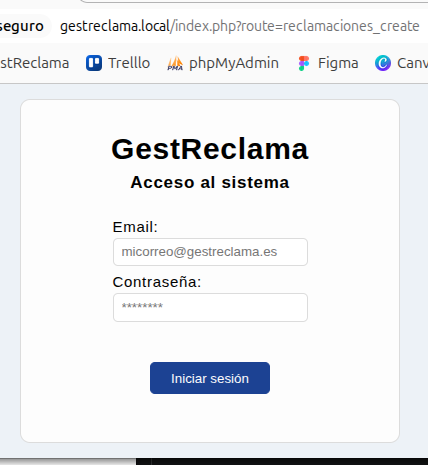 seguro gestreclama.local/index.php?route=reclamaciones_create
stReclama Trelllo phpMyAdmin Figma Canv
GestReclama
Acceso al sistema
Email:
micorreo@gestreclama.es
Contraseña:
********
Iniciar sesión